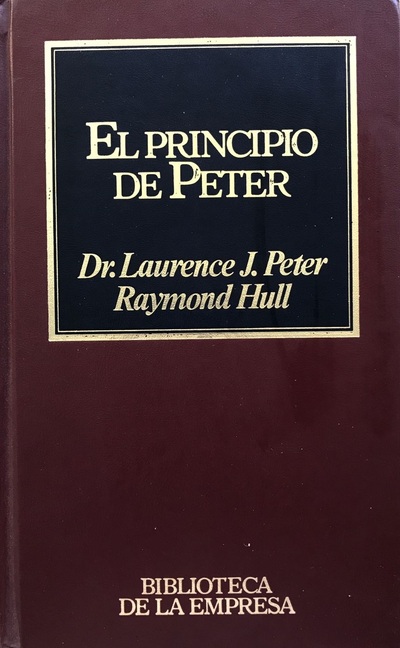 EL PRINCIPIO
DE PETER
Dr. Laurence J. Peter
Raymond Hull
BIBLIOTECA
DE LA EMPRESA